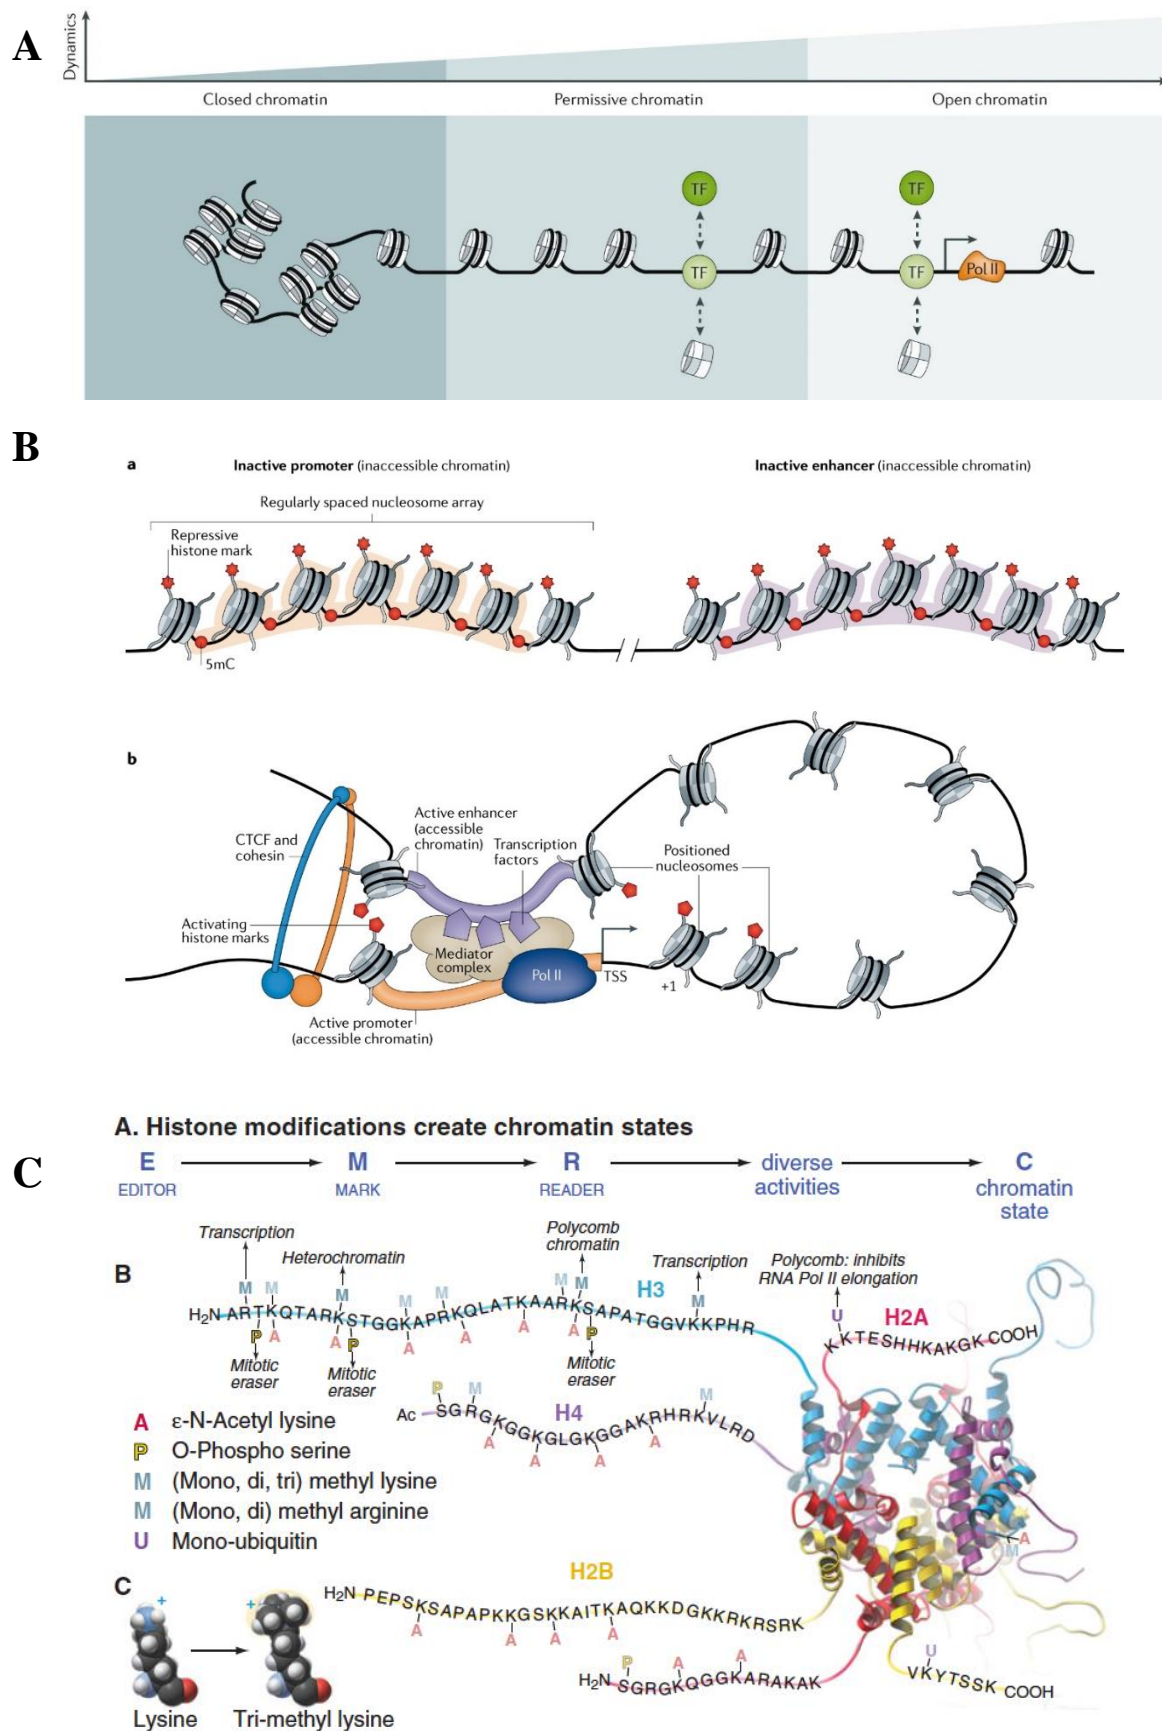 A
Dynamics
Closed chromatin
Permissive chromatin
Open chromatin
TF
TF
TF
TF
Pol II
B
a
Inactive promoter (inaccessible chromatin)
Inactive enhancer (inaccessible chromatin)
Regularly spaced nucleosome array
Repressive
histone mark
5mC
b
CTCF and
cohesin
Active enhancer
(accessible
chromatin)
Transcription
factors
Positioned
nucleosomes
Activating
histone marks
Mediator
complex
Pol II
TSS
+1
Active promoter
(accessible chromatin)
A. Histone modifications create chromatin states
C
E
M
R
diverse
activities
C
EDITOR
MARK
READER
chromatin
state
B
Transcription
Heterochromatin
Polycomb
chromatin
Transcription
Polycomb: inhibits
RNA Pol II elongation
M M M M M M M M
H3
U
H2A
H₂N ARTKQTARKSTGGKAPRKQLATKAARKSAPATGGVKKPHR
KKTESHHKAKGKCOOH
P A A P A A A A P
Mitotic
eraser
Mitotic
eraser
Mitotic
eraser
P M M
H4
Ac SGRGKGGKGLGKGGAKRHRKVLRD
A A A A
A ε-N-Acetyl lysine
P O-Phospho serine
M (Mono, di, tri) methyl lysine
M (Mono, di) methyl arginine
U Mono-ubiquitin
A
M
C
H2B
H₂N PEPSKSAPAPKKGSKKAITKAQKKDGKKRKRSRK
A A A A
P A A
H₂N SGRGKQGGKARAKAK
U
VKYTSSK COOH
+
+
Lysine
Tri-methyl lysine